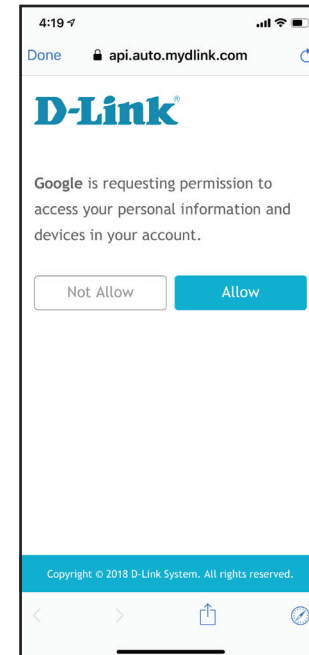 4:19
Done api.auto.mydlink.com
D-Link®
Google is requesting permission to
access your personal information and
devices in your account.
Not Allow Allow
Copyright © 2018 D-Link System. All rights reserved.